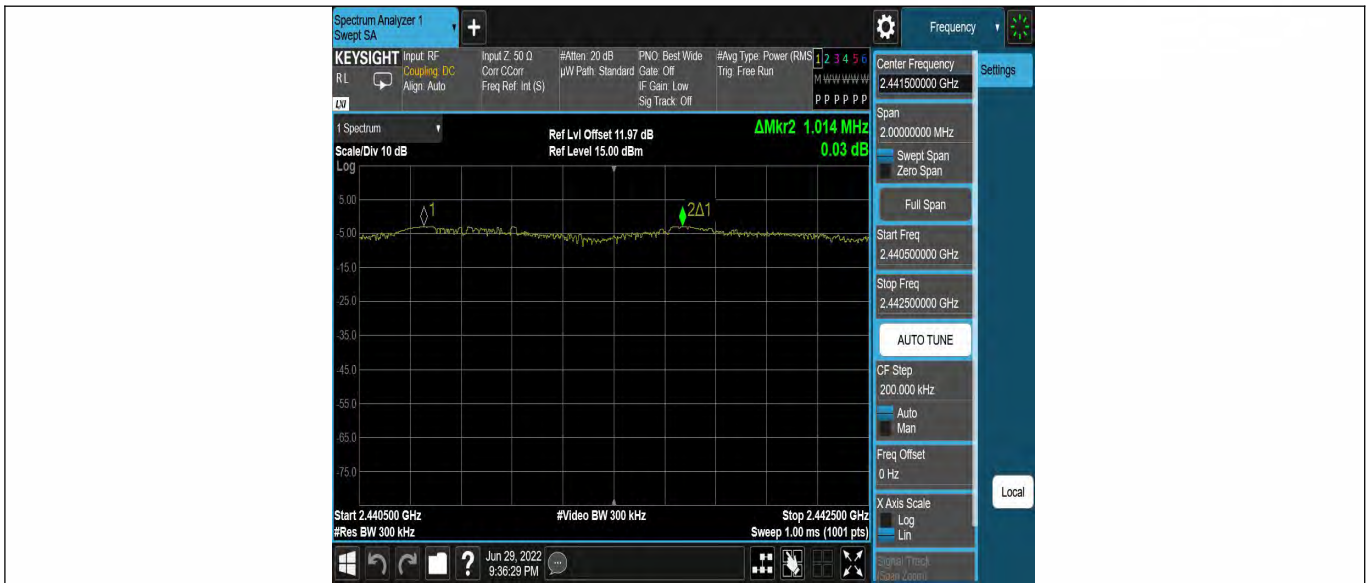 Spectrum Analyzer 1
Swept SA
+
Frequency
KEYSIGHT
RL
LXI
Input: RF
Coupling: DC
Align: Auto
Input Z: 50 Ω
Corr CCorr
Freq Ref: Int (S)
#Atten: 20 dB
µW Path: Standard
PNO: Best Wide
Gate: Off
IF Gain: Low
Sig Track: Off
#Avg Type: Power (RMS
Trig: Free Run
1 2 3 4 5 6
M W W W W W
P P P P P P
1 Spectrum
Scale/Div 10 dB
Log
Ref Lvl Offset 11.97 dB
Ref Level 15.00 dBm
ΔMkr2 1.014 MHz
0.03 dB
5.00
-5.00
-15.0
-25.0
-35.0
-45.0
-55.0
-65.0
-75.0
1
2Δ1
Start 2.440500 GHz
#Res BW 300 kHz
#Video BW 300 kHz
Stop 2.442500 GHz
Sweep 1.00 ms (1001 pts)
?
Jun 29, 2022
9:36:29 PM
Center Frequency
2.441500000 GHz
Span
2.00000000 MHz
Swept Span
Zero Span
Full Span
Start Freq
2.440500000 GHz
Stop Freq
2.442500000 GHz
AUTO TUNE
CF Step
200.000 kHz
Auto
Man
Freq Offset
0 Hz
X Axis Scale
Log
Lin
Signal Track
(Span Zoom)
Settings
Local